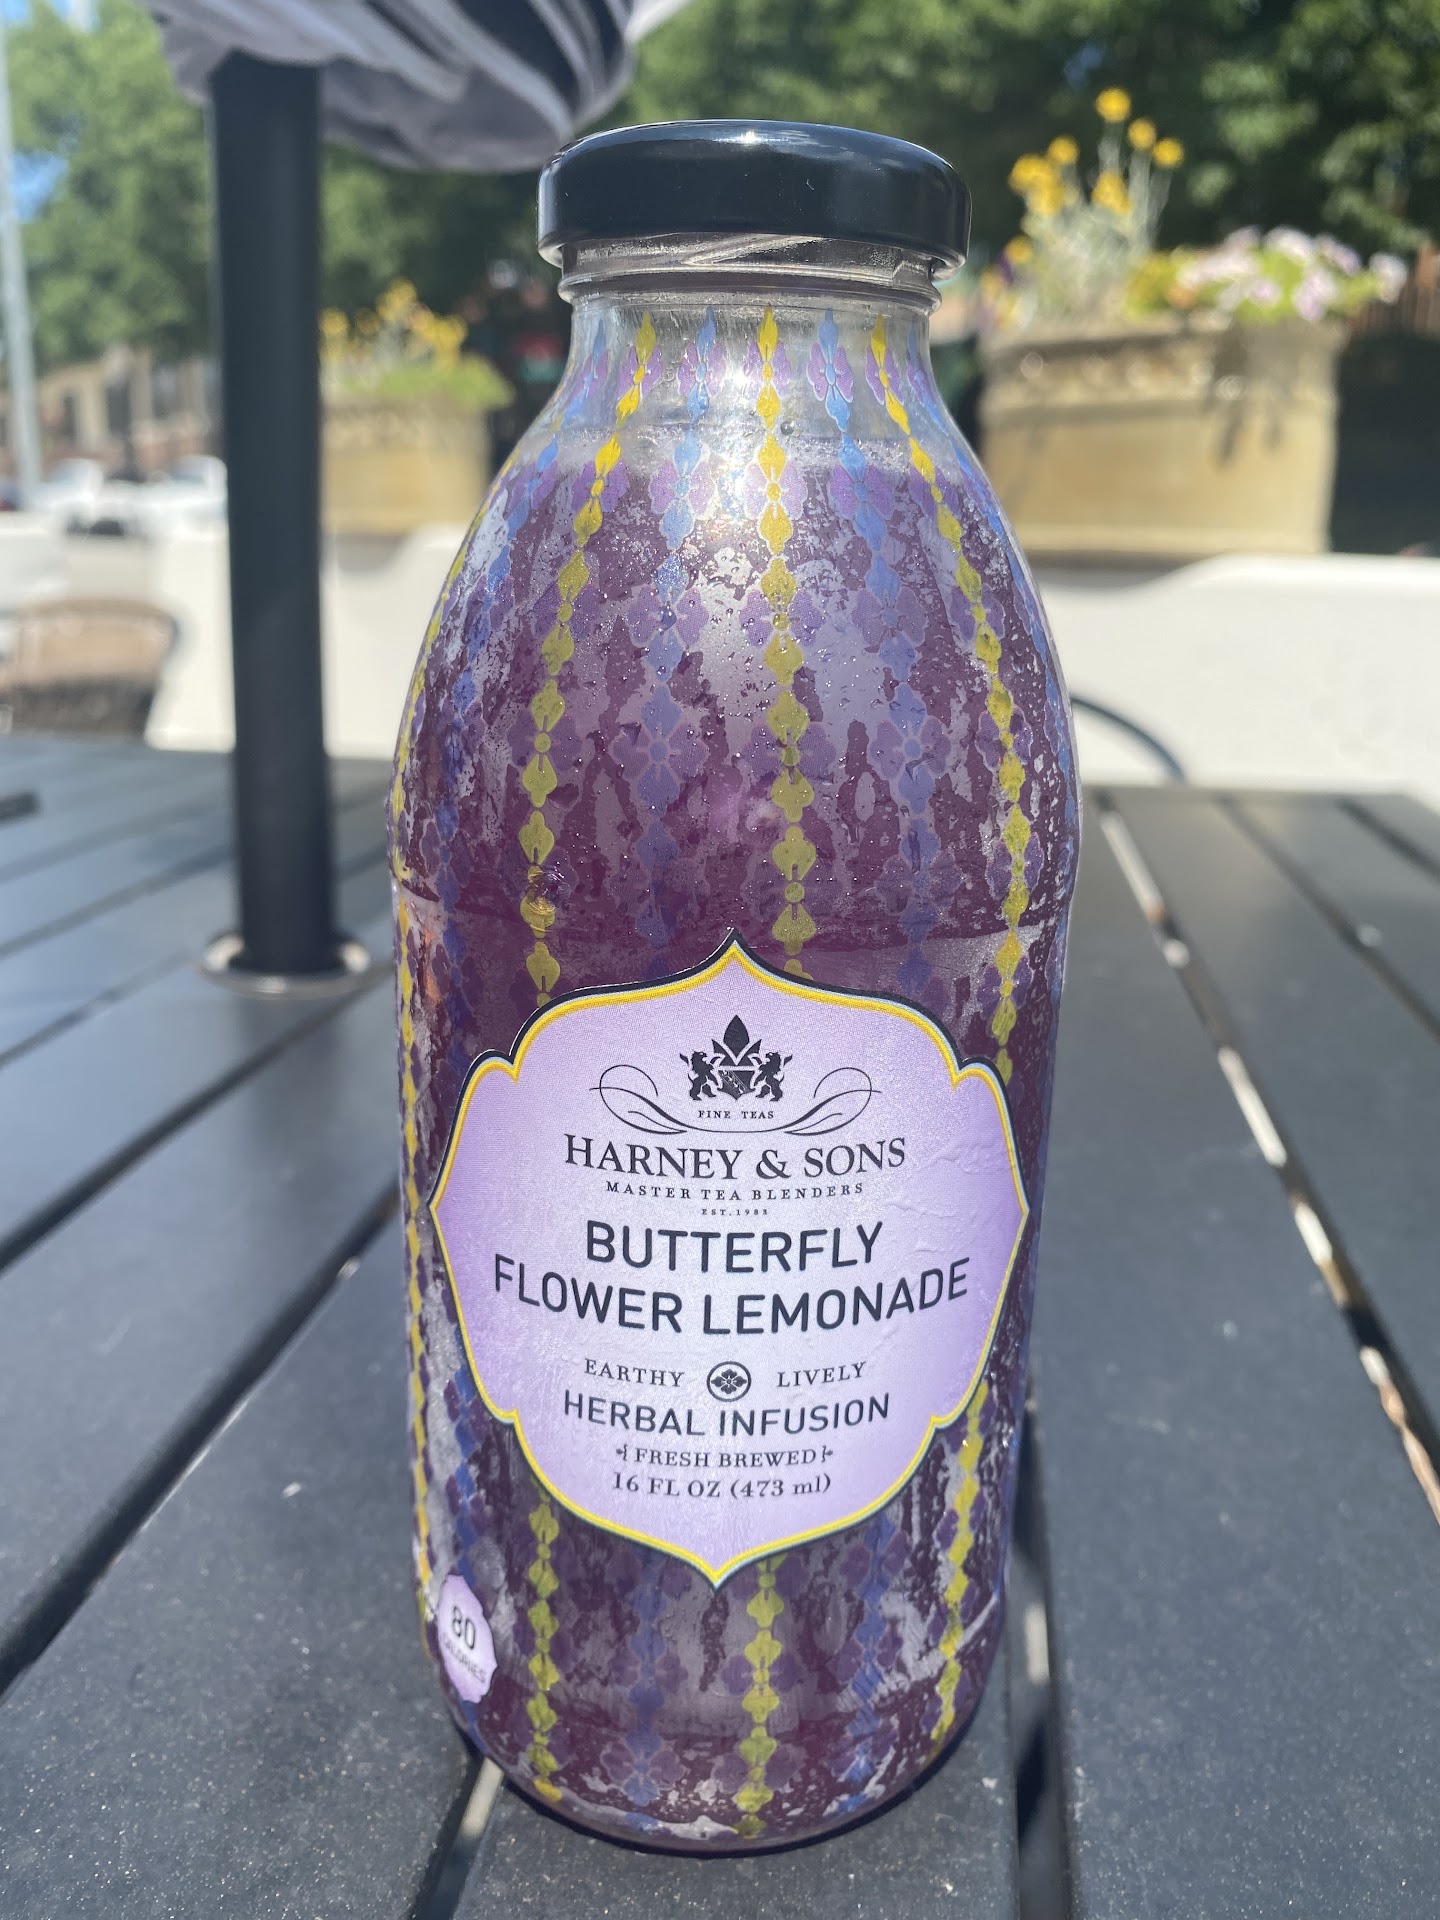 FINE TEAS
HARNEY & SONS
MASTER TEA BLENDERS
EST. 1983
BUTTERFLY
FLOWER LEMONADE
EARTHY LIVELY
HERBAL INFUSION
FRESH BREWED
16 FL OZ (473 ml)
80
CALORIES